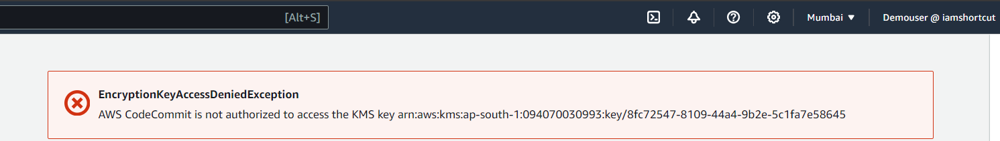 [Alt+S]
Mumbai ▼
Demouser @ iamshortcut
EncryptionKeyAccessDeniedException
AWS CodeCommit is not authorized to access the KMS key arn:aws:kms:ap-south-1:094070030993:key/8fc72547-8109-44a4-9b2e-5c1fa7e58645